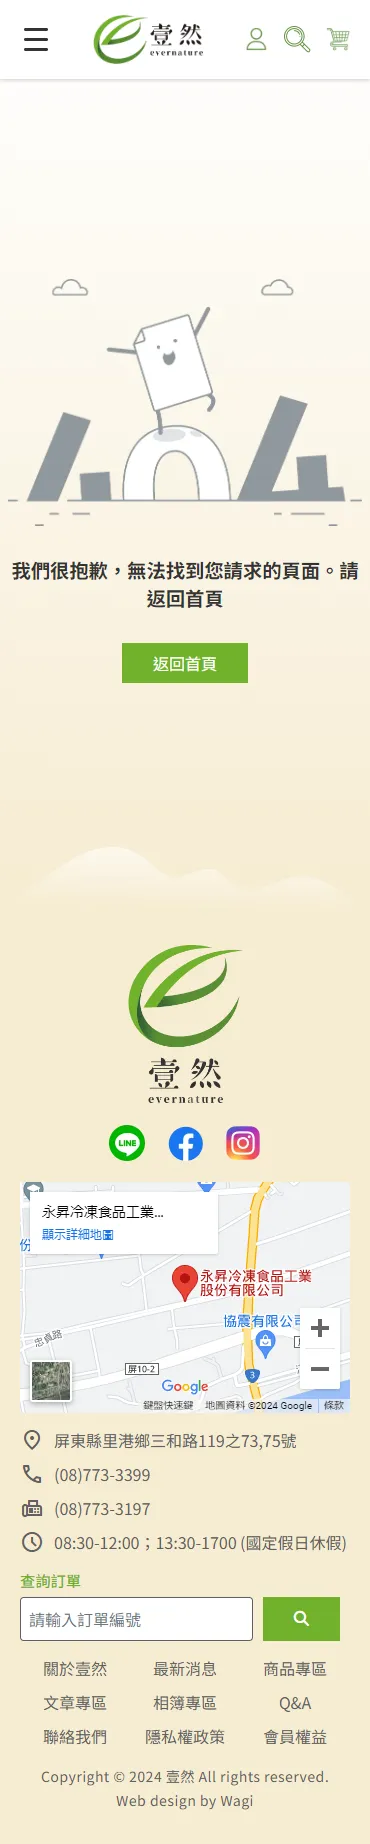 壹然
evernature
404
我們很抱歉，無法找到您請求的頁面。請
返回首頁
返回首頁
壹然
evernature
LINE
永昇冷凍食品工業...
顯示詳細地圖
份
永昇冷凍食品工業
股份有限公司
協震有限公司
忠貞路
屏10-2
3
Google
鍵盤快速鍵
地圖資料 ©2024 Google
條款
屏東縣里港鄉三和路119之73,75號
(08)773-3399
(08)773-3197
08:30-12:00；13:30-1700 (國定假日休假)
查詢訂單
請輸入訂單編號
關於壹然 最新消息 商品專區
文章專區 相簿專區 Q&A
聯絡我們 隱私權政策 會員權益
Copyright © 2024 壹然 All rights reserved.
Web design by Wagi